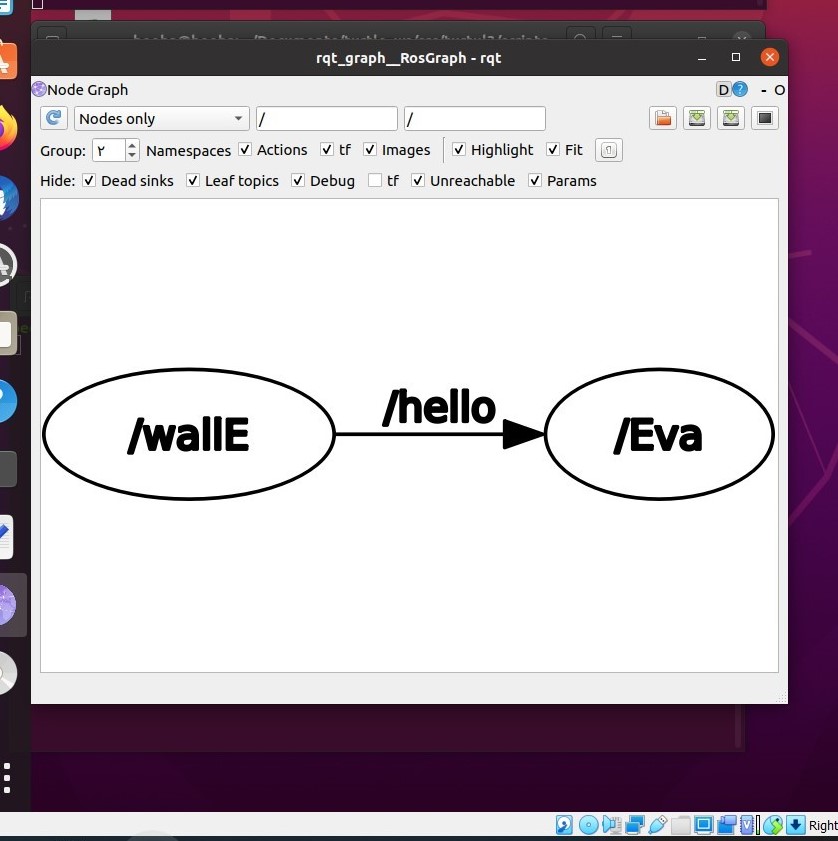 rqt_graph__RosGraph - rqt
Node Graph
D ? - O
Nodes only / /
Group: ٢ Namespaces Actions tf Images Highlight Fit
Hide: Dead sinks Leaf topics Debug tf Unreachable Params
/wallE /hello /Eva
Right